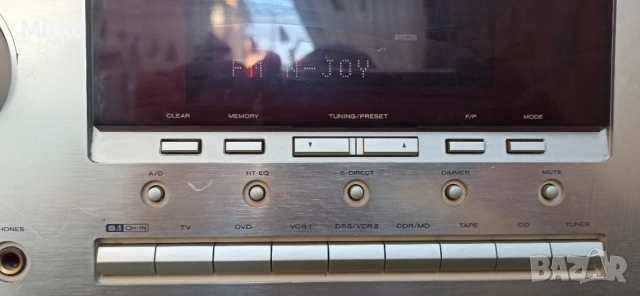 FM N-JOY
CLEAR MEMORY TUNING/PRESET F/P MODE
A/D HT-EQ S-DIRECT DIMMER MUTE
6.1 CH-IN TV DVD VCR 1 DSS/VCR 2 CDR/MD TAPE CD TUNER
bazar